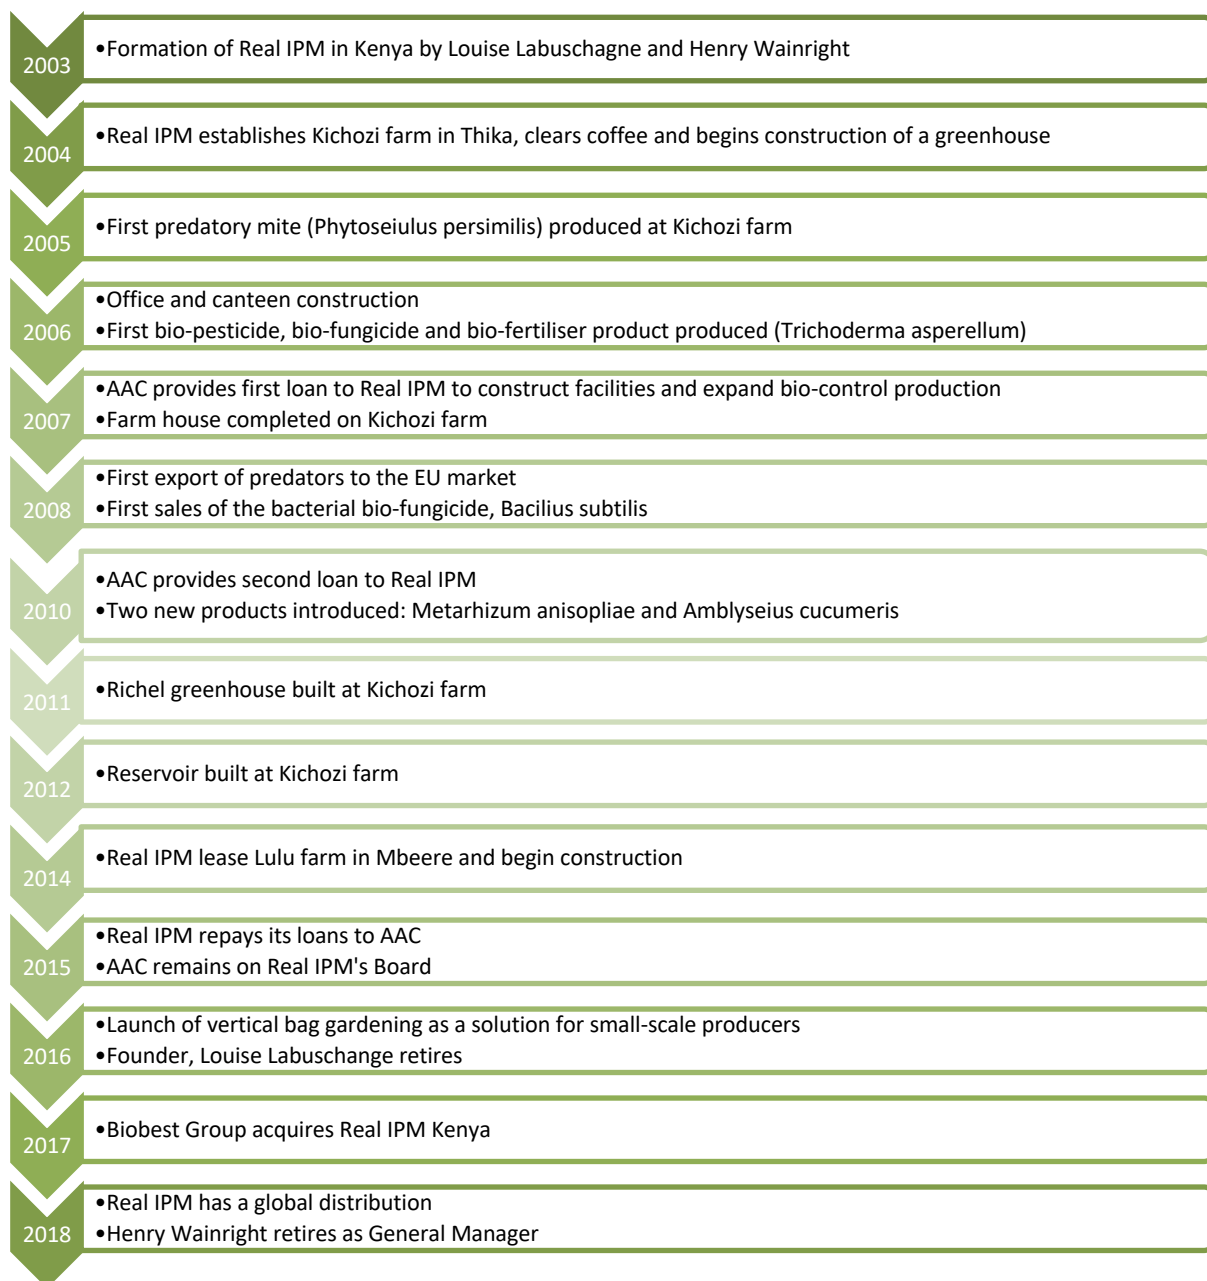 2003
•Formation of Real IPM in Kenya by Louise Labuschagne and Henry Wainright
2004
•Real IPM establishes Kichozi farm in Thika, clears coffee and begins construction of a greenhouse
2005
•First predatory mite (Phytoseiulus persimilis) produced at Kichozi farm
2006
•Office and canteen construction
•First bio-pesticide, bio-fungicide and bio-fertiliser product produced (Trichoderma asperellum)
2007
•AAC provides first loan to Real IPM to construct facilities and expand bio-control production
•Farm house completed on Kichozi farm
2008
•First export of predators to the EU market
•First sales of the bacterial bio-fungicide, Bacilius subtilis
2010
•AAC provides second loan to Real IPM
•Two new products introduced: Metarhizum anisopliae and Amblyseius cucumeris
2011
•Richel greenhouse built at Kichozi farm
2012
•Reservoir built at Kichozi farm
2014
•Real IPM lease Lulu farm in Mbeere and begin construction
2015
•Real IPM repays its loans to AAC
•AAC remains on Real IPM's Board
2016
•Launch of vertical bag gardening as a solution for small-scale producers
•Founder, Louise Labuschange retires
2017
•Biobest Group acquires Real IPM Kenya
2018
•Real IPM has a global distribution
•Henry Wainright retires as General Manager